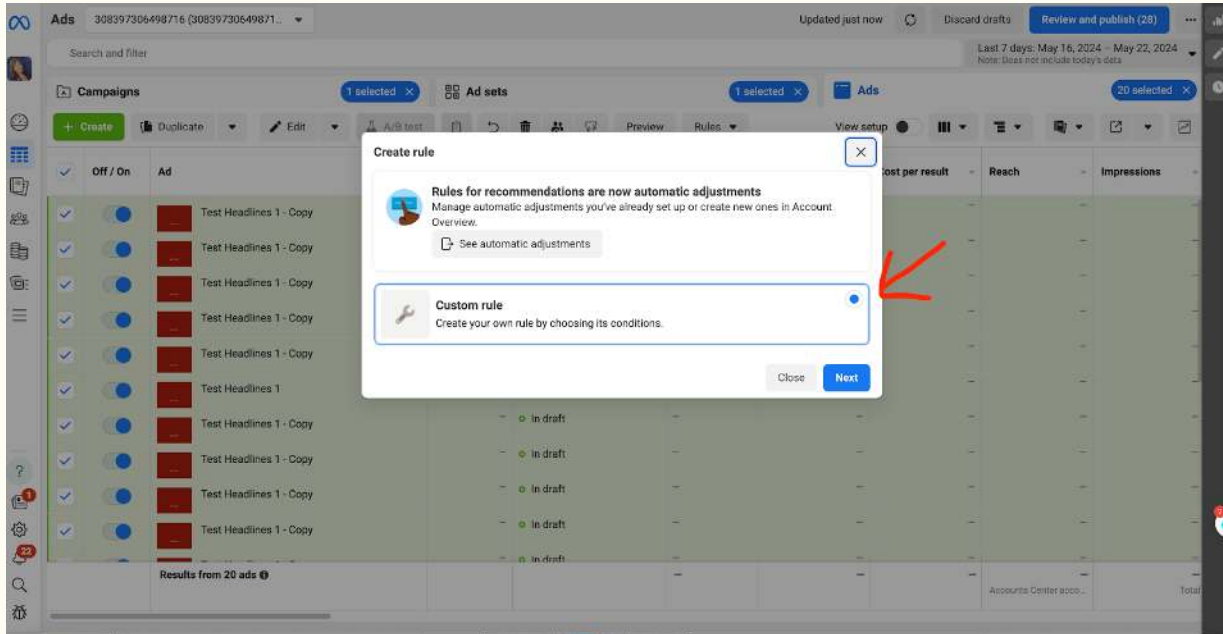 Ads 308397306498716 (30839730649871... Updated just now Discard drafts Review and publish (28)
Search and filter Last 7 days: May 16, 2024 – May 22, 2024
Note: Does not include today's data
Campaigns 1 selected × Ad sets 1 selected × Ads 20 selected ×
+ Create Duplicate Edit A/B test Preview Rules View setup
Off / On Ad Cost per result Reach Impressions
Create rule
Rules for recommendations are now automatic adjustments
Manage automatic adjustments you've already set up or create new ones in Account
Overview.
See automatic adjustments
Custom rule
Create your own rule by choosing its conditions.
Close Next
Test Headlines 1 - Copy
Test Headlines 1 - Copy
Test Headlines 1 - Copy
Test Headlines 1 - Copy
Test Headlines 1 - Copy
Test Headlines 1
Test Headlines 1 - Copy — In draft — — — —
Test Headlines 1 - Copy — In draft — — — —
Test Headlines 1 - Copy — In draft — — — —
Test Headlines 1 - Copy — In draft — — — —
In draft
Results from 20 ads — — — — —
Accounts Center acco... Total
?
1
22